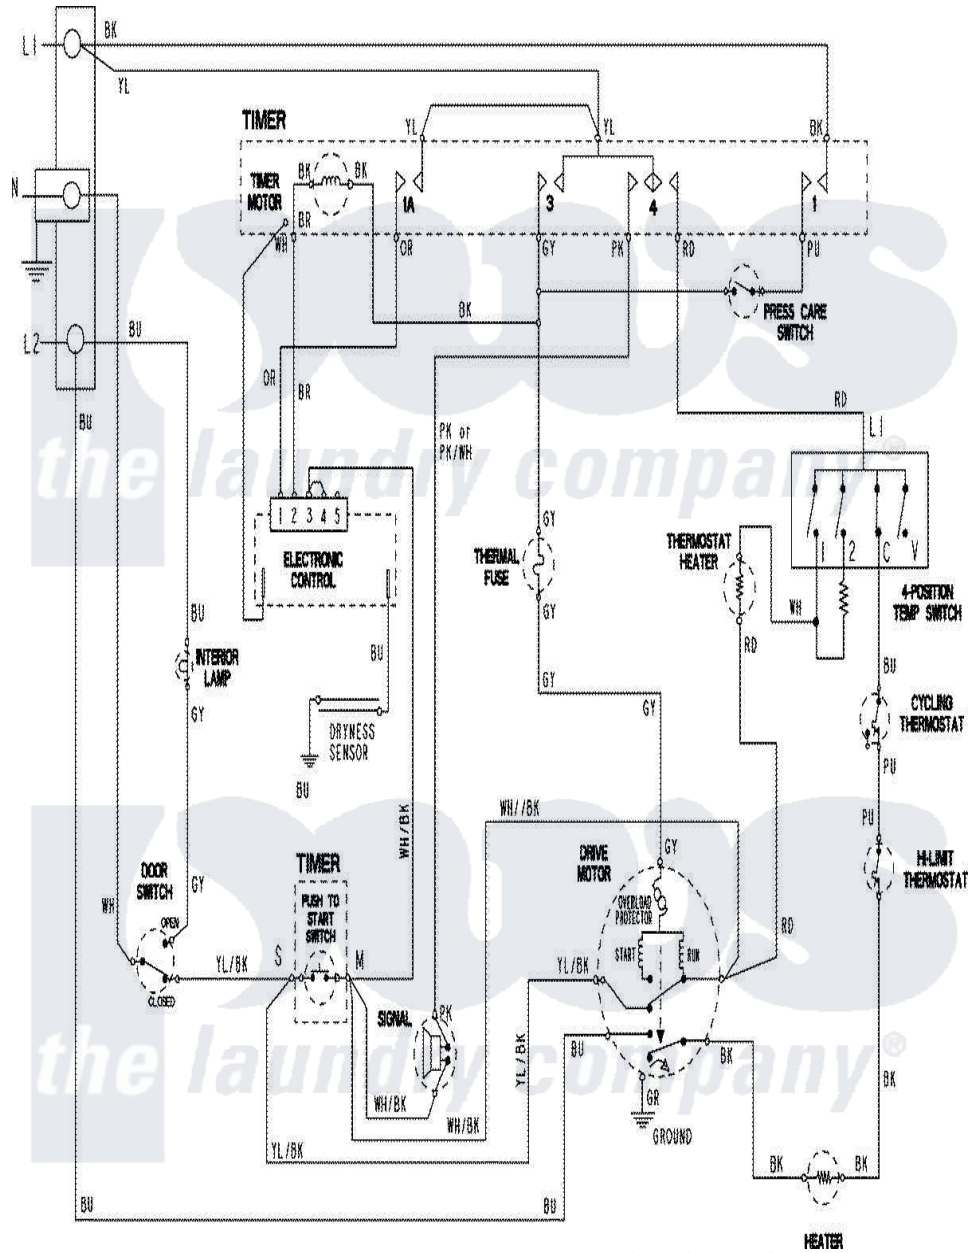 L1
BK
YL
TIMER
YL
YL
BK
N
TIMER
MOTOR
BK
BK
1A
3
4
1
BR
WH
OR
GY
PK
RD
PU
BK
PRESS CARE
SWITCH
L2
BU
OR
BR
BU
PK or
PK/WH
RD
L1
the laundry company®
1 2 3 4 5
ELECTRONIC
CONTROL
GY
THERMAL
FUSE
GY
THERMOSTAT
HEATER
1 2 C V
4-POSITION
TEMP SWITCH
WH
BU
INTERIOR
LAMP
BU
RD
BU
GY
GY
GY
CYCLING
THERMOSTAT
DRYNESS
SENSOR
BU
PU
WH/BK
WH//BK
PU
DOOR
SWITCH
TIMER
DRIVE
MOTOR
GY
HI-LIMIT
THERMOSTAT
WH
GY
PUSH TO
START
SWITCH
OVERLOAD
PROTECTOR
RD
OPEN
YL/BK
S
M
START
RUN
YL/BK
CLOSED
SIGNAL
PK
BU
BK
YL/BK
the laundry company®
BK
WH/BK
WH/BK
GR
GROUND
YL/BK
BK
BK
BU
BU
HEATER